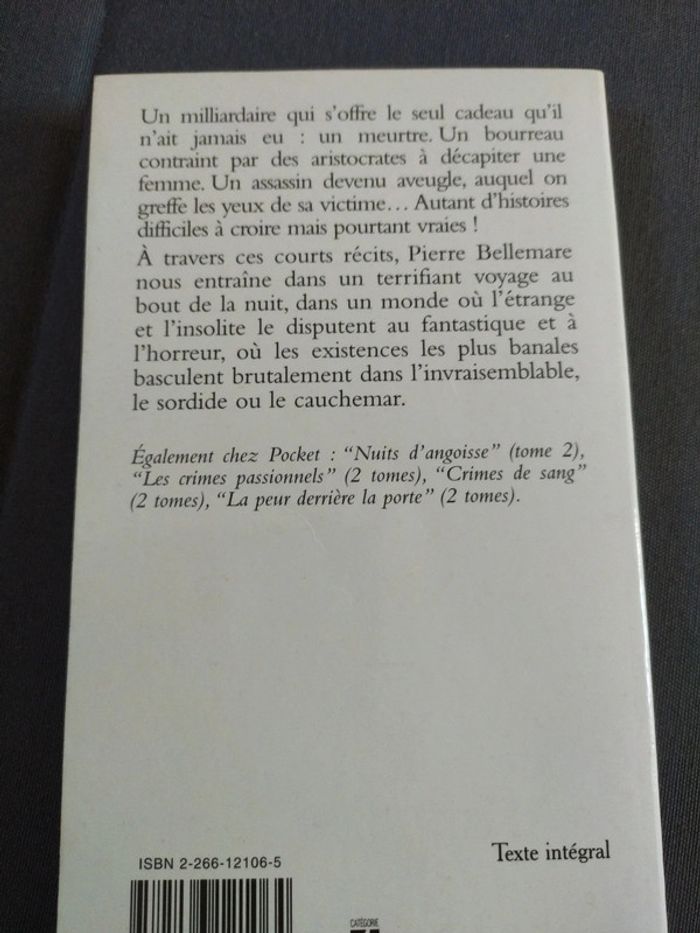 Un milliardaire qui s'offre le seul cadeau qu'il
n'ait jamais eu : un meurtre. Un bourreau
contraint par des aristocrates à décapiter une
femme. Un assassin devenu aveugle, auquel on
greffe les yeux de sa victime... Autant d'histoires
difficiles à croire mais pourtant vraies !
À travers ces courts récits, Pierre Bellemare
nous entraîne dans un terrifiant voyage au
bout de la nuit, dans un monde où l'étrange
et l'insolite le disputent au fantastique et à
l'horreur, où les existences les plus banales
basculent brutalement dans l'invraisemblable,
le sordide ou le cauchemar.
Également chez Pocket : “Nuits d'angoisse” (tome 2),
“Les crimes passionnels” (2 tomes), “Crimes de sang”
(2 tomes), “La peur derrière la porte” (2 tomes).
Texte intégral
ISBN 2-266-12106-5
CATÉGORIE